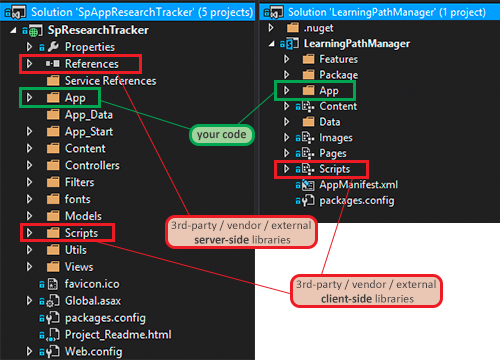 Solution 'SpAppResearchTracker' (5 projects)
SpResearchTracker
Properties
References
Service References
App
App_Data
App_Start
Content
Controllers
Filters
fonts
Models
Scripts
Utils
Views
favicon.ico
Global.asax
packages.config
Project_Readme.html
Web.config
your code
3rd-party / vendor / external
server-side libraries
3rd-party / vendor / external
client-side libraries
Solution 'LearningPathManager' (1 project)
.nuget
LearningPathManager
Features
Package
App
Content
Data
Images
Pages
Scripts
AppManifest.xml
packages.config